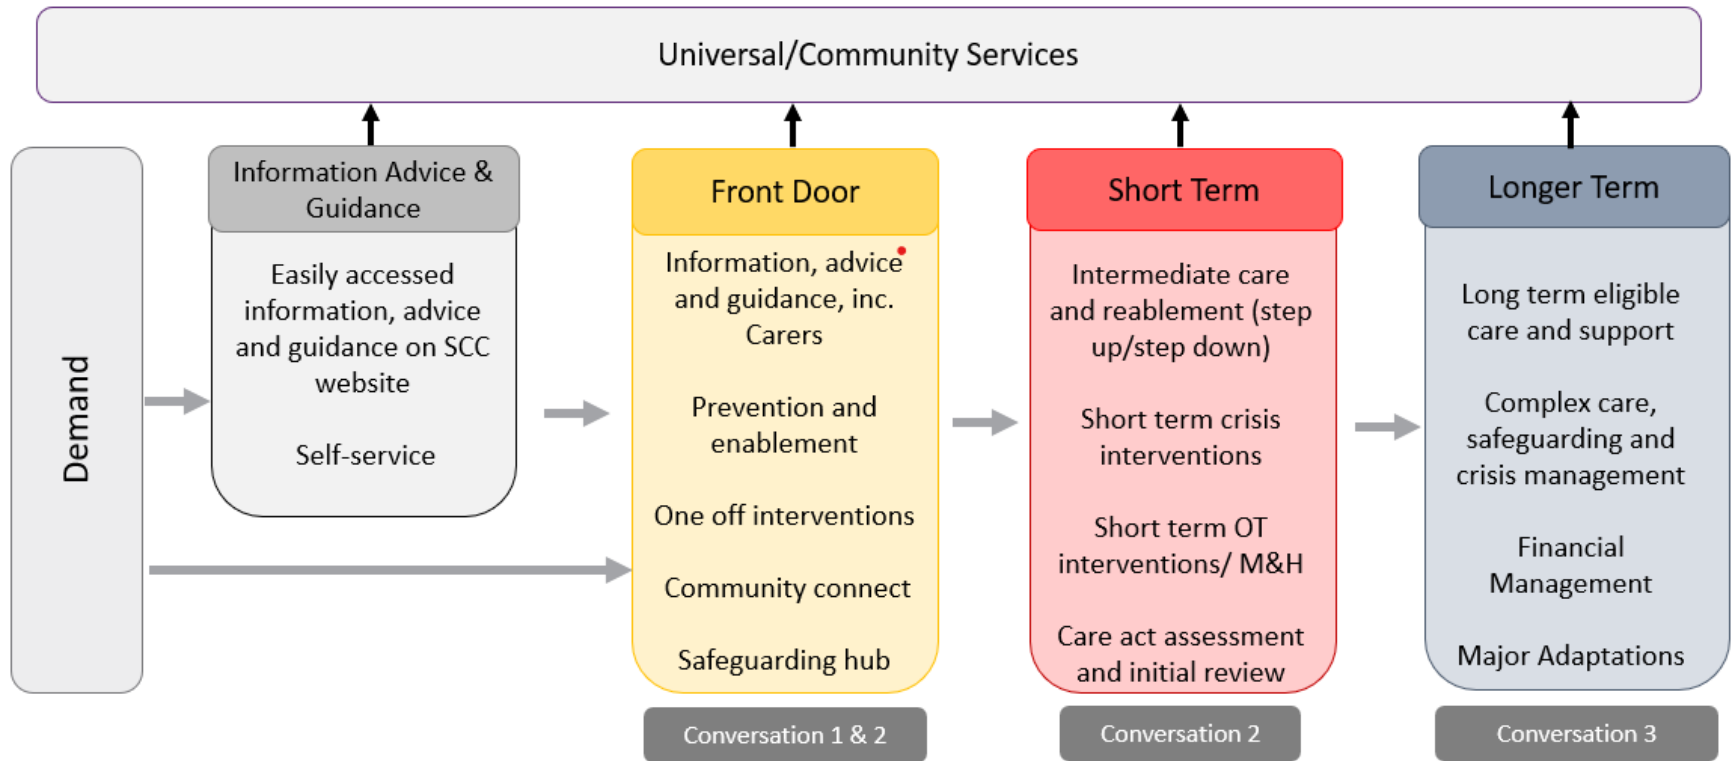 Universal/Community Services
Demand
Information Advice &
Guidance
Easily accessed
information, advice
and guidance on SCC
website
Self-service
Front Door
Information, advice
and guidance, inc.
Carers
Prevention and
enablement
One off interventions
Community connect
Safeguarding hub
Conversation 1 & 2
Short Term
Intermediate care
and reablement (step
up/step down)
Short term crisis
interventions
Short term OT
interventions/ M&H
Care act assessment
and initial review
Conversation 2
Longer Term
Long term eligible
care and support
Complex care,
safeguarding and
crisis management
Financial
Management
Major Adaptations
Conversation 3